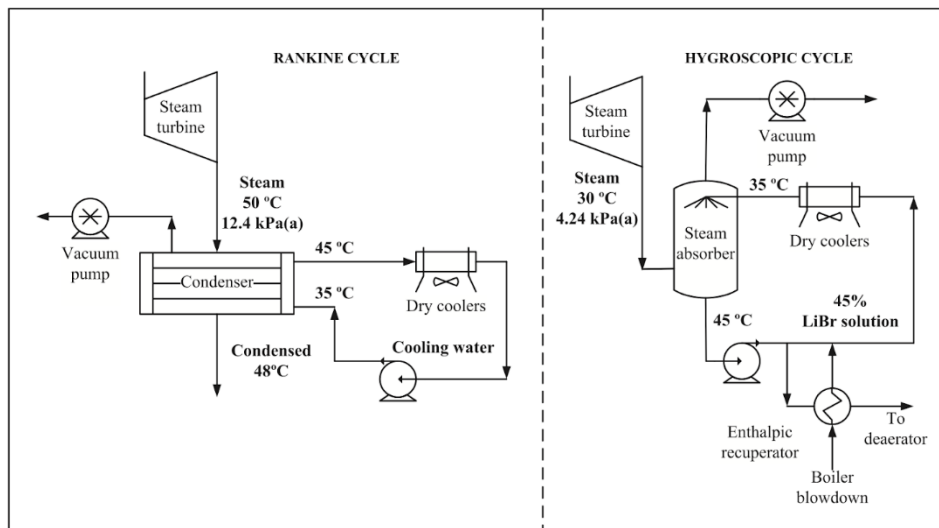 RANKINE CYCLE
Steam
turbine
Steam
50 ºC
12.4 kPa(a)
Vacuum
pump
Condenser
45 ºC
35 ºC
Dry coolers
Condensed
48ºC
Cooling water
HYGROSCOPIC CYCLE
Steam
turbine
Vacuum
pump
Steam
30 ºC
4.24 kPa(a)
35 ºC
Steam
absorber
Dry coolers
45 ºC
45%
LiBr solution
Enthalpic
recuperator
To
deaerator
Boiler
blowdown